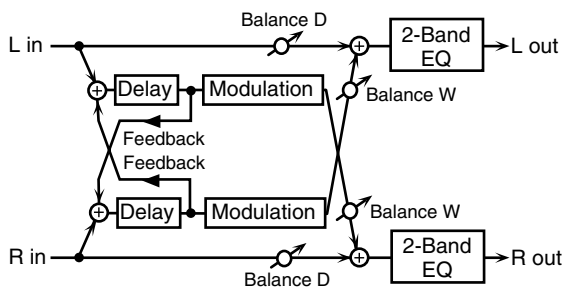 Balance D
L in
2-Band
EQ
L out
Delay
Modulation
Balance W
Feedback
Feedback
Delay
Modulation
Balance W
R in
2-Band
EQ
R out
Balance D